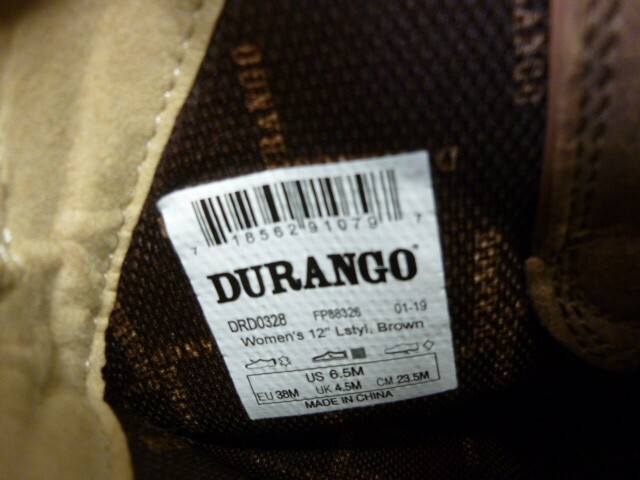 DURANGO
7 18562 91079 7
DURANGO
DRD0328 FP88326 01-19
Women's 12" Lstyl, Brown
US 6.5M
EU 38M UK 4.5M CM 23.5M
MADE IN CHINA